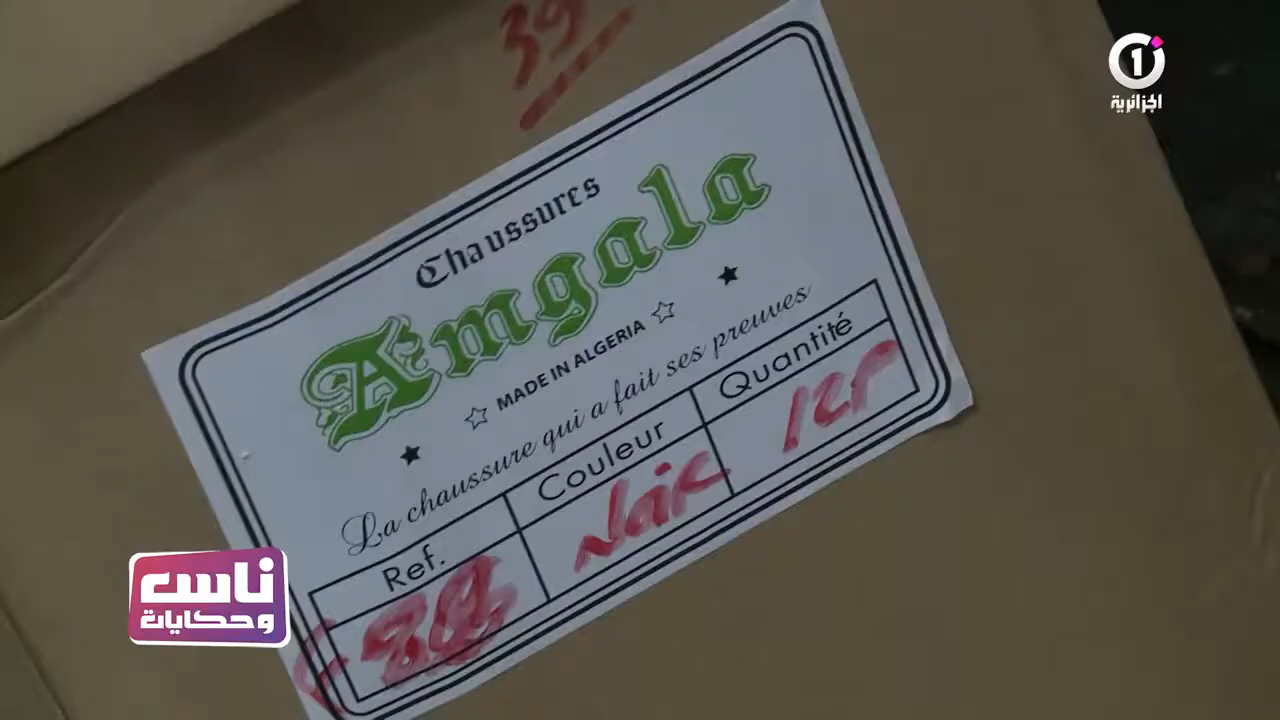 39
Chaussures
Amgala
MADE IN ALGERIA
La chaussure qui a fait ses preuves
Ref. Couleur Quantité
Noir 12P
1
الجزائرية
ناس
وحكايات